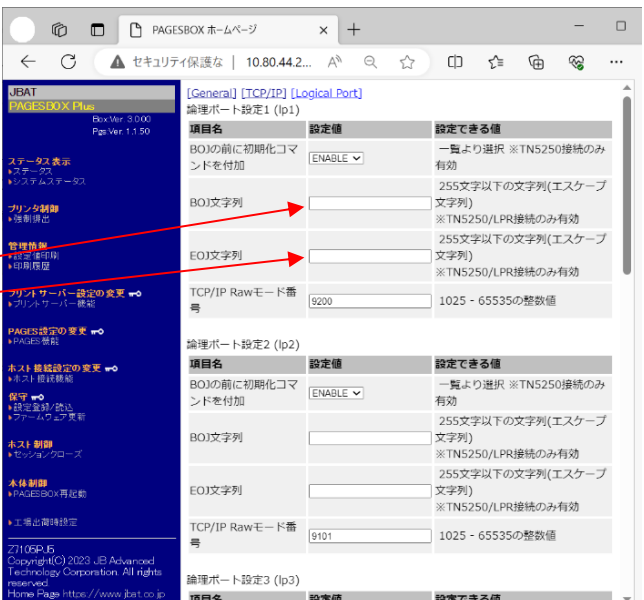 PAGESBOX ホームページ
セキュリティ保護な
10.80.44.2...
JBAT
PAGESBOX Plus
Box Ver. 3.0.00
Pgs Ver. 1.1.50
ステータス表示
ステータス
システムステータス
プリンタ制御
強制排出
管理情報
設定値印刷
印刷履歴
プリントサーバー設定の変更
プリントサーバー機能
PAGES設定の変更
PAGES機能
ホスト接続設定の変更
ホスト接続機能
保守
設定登録/読込
ファームウェア更新
ホスト制御
セッションクローズ
本体制御
PAGESBOX再起動
工場出荷時設定
Z7105PJ5
Copyright(C) 2023 JB Advanced
Technology Corporation. All rights
reserved.
Home Page https://www.jbat.co.jp
[General] [TCP/IP] [Logical Port]
論理ポート設定1 (lp1)
項目名 設定値 設定できる値
BOJの前に初期化コマ
ンドを付加
ENABLE
一覧より選択 ※TN5250接続のみ
有効
BOJ文字列
255文字以下の文字列(エスケープ
文字列)
※TN5250/LPR接続のみ有効
EOJ文字列
255文字以下の文字列(エスケープ
文字列)
※TN5250/LPR接続のみ有効
TCP/IP Rawモード番
号
9200
1025 - 65535の整数値
論理ポート設定2 (lp2)
項目名 設定値 設定できる値
BOJの前に初期化コマ
ンドを付加
ENABLE
一覧より選択 ※TN5250接続のみ
有効
BOJ文字列
255文字以下の文字列(エスケープ
文字列)
※TN5250/LPR接続のみ有効
EOJ文字列
255文字以下の文字列(エスケープ
文字列)
※TN5250/LPR接続のみ有効
TCP/IP Rawモード番
号
9101
1025 - 65535の整数値
論理ポート設定3 (lp3)
項目名 設定値 設定できる値